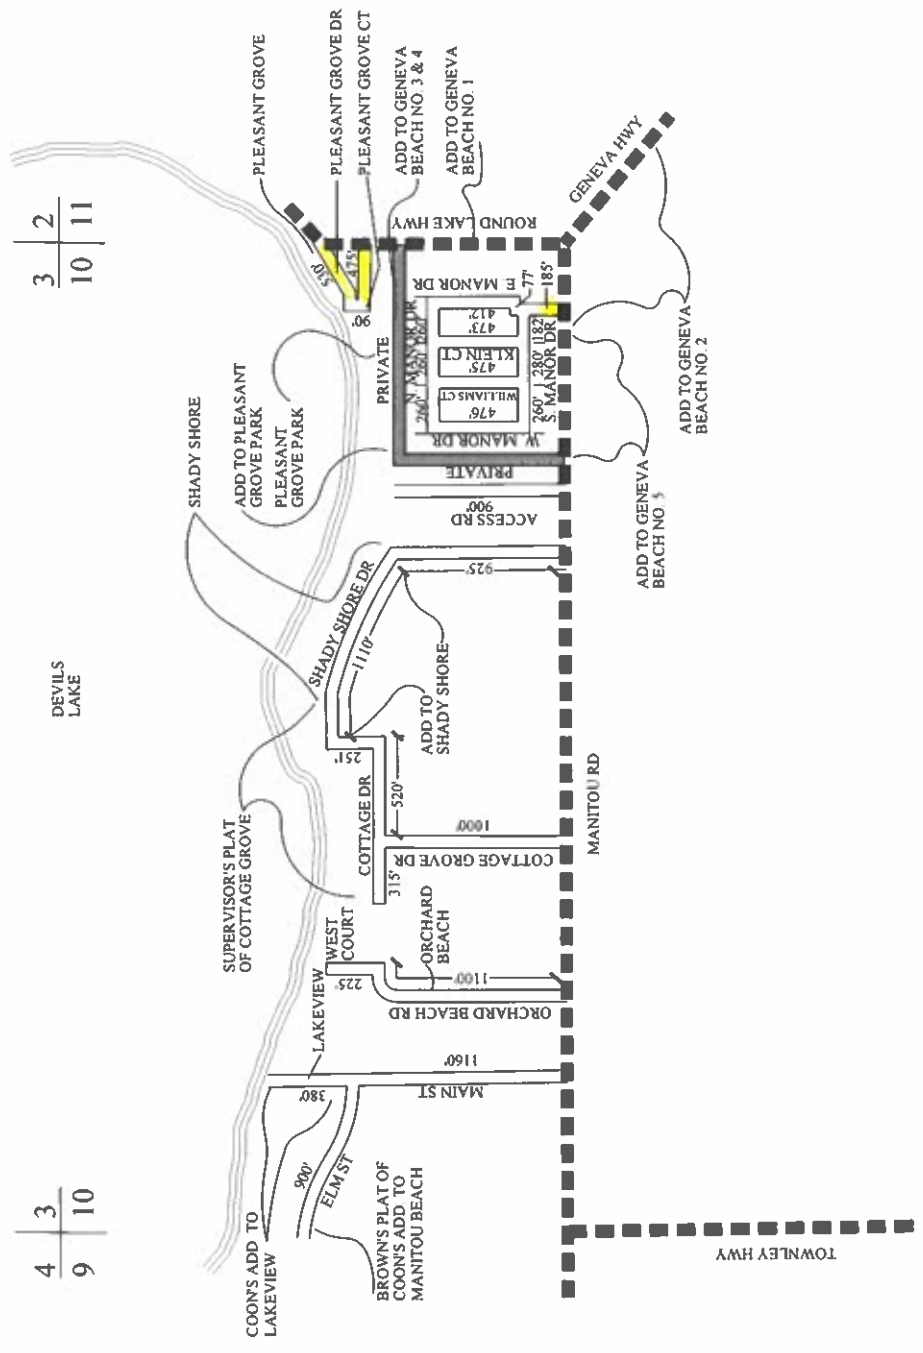 4 | 3
9 | 10
3 | 2
10 | 11
DEVILS
LAKE
COON'S ADD TO
LAKEVIEW
BROWN'S PLAT OF
COON'S ADD TO
MANITOU BEACH
900'
ELM ST
380'
LAKEVIEW
MAIN ST
1160'
SUPERVISOR'S PLAT
OF COTTAGE GROVE
WEST
COURT
225'
ORCHARD
BEACH
1100'
ORCHARD BEACH RD
315'
COTTAGE DR
COTTAGE GROVE DR
1000'
520'
251'
ADD TO
SHADY SHORE
SHADY SHORE
SHADY SHORE DR
1110'
925'
ACCESS RD
900'
PRIVATE
ADD TO PLEASANT
GROVE PARK
PLEASANT
GROVE PARK
PRIVATE
W MANOR DR
N. MANOR DR
260'
260'
260'
476'
WILLIAMS CT
475'
KLEIN CT
473'
412'
260'
280'
182'
S. MANOR DR
E. MANOR DR
77'
185'
90'
530'
475'
PLEASANT GROVE
PLEASANT GROVE DR
PLEASANT GROVE CT
ADD TO GENEVA
BEACH NO. 3 & 4
ADD TO GENEVA
BEACH NO. 1
ROUND LAKE HWY
GENEVA HWY
ADD TO GENEVA
BEACH NO. 2
ADD TO GENEVA
BEACH NO. 5
MANITOU RD
TOWNLEY HWY